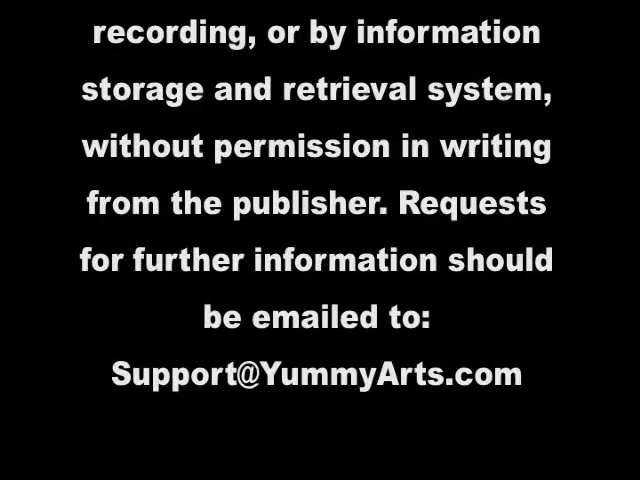 recording, or by information
storage and retrieval system,
without permission in writing
from the publisher. Requests
for further information should
be emailed to:
Support@YummyArts.com